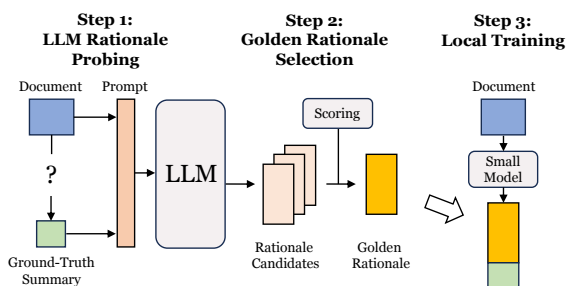 Step 1:
LLM Rationale
Probing
Step 2:
Golden Rationale
Selection
Step 3:
Local Training
Document
Prompt
?
Ground-Truth
Summary
LLM
Scoring
Rationale
Candidates
Golden
Rationale
Document
Small
Model